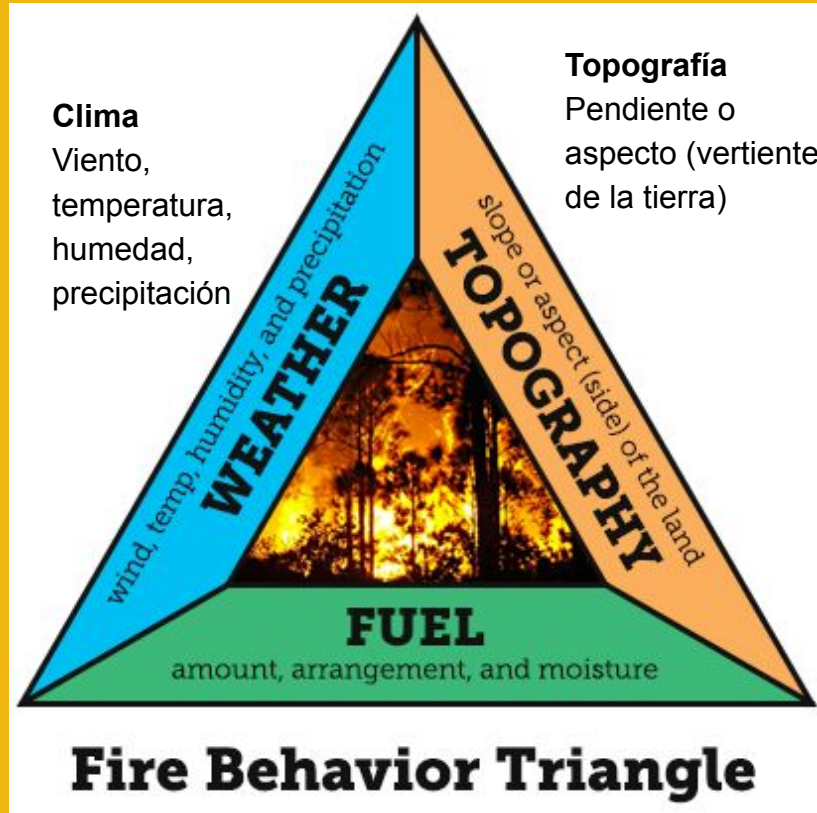 Clima
Viento,
temperatura,
humedad,
precipitación
Topografía
Pendiente o
aspecto (vertiente
de la tierra)
wind, temp, humidity, and precipitation
WEATHER
slope or aspect (side) of the land
TOPOGRAPHY
FUEL
amount, arrangement, and moisture
Fire Behavior Triangle